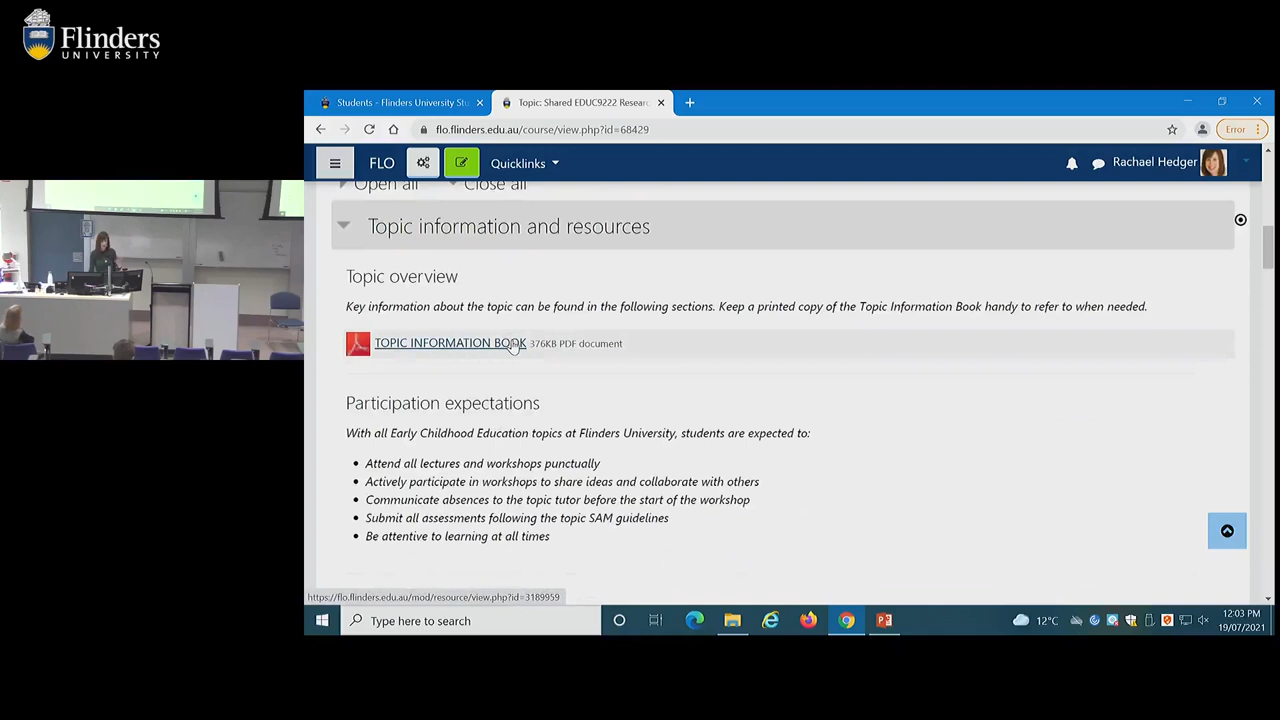 Flinders
UNIVERSITY
Students - Flinders University Stu
Topic: Shared EDUC9222 Researc
flo.flinders.edu.au/course/view.php?id=68429
Error
FLO
Quicklinks
Rachael Hedger
Open all
Close all
Topic information and resources
Topic overview
Key information about the topic can be found in the following sections. Keep a printed copy of the Topic Information Book handy to refer to when needed.
TOPIC INFORMATION BOOK 376KB PDF document
Participation expectations
With all Early Childhood Education topics at Flinders University, students are expected to:
• Attend all lectures and workshops punctually
• Actively participate in workshops to share ideas and collaborate with others
• Communicate absences to the topic tutor before the start of the workshop
• Submit all assessments following the topic SAM guidelines
• Be attentive to learning at all times
https://flo.flinders.edu.au/mod/resource/view.php?id=3189959
Type here to search
12°C
12:03 PM
19/07/2021